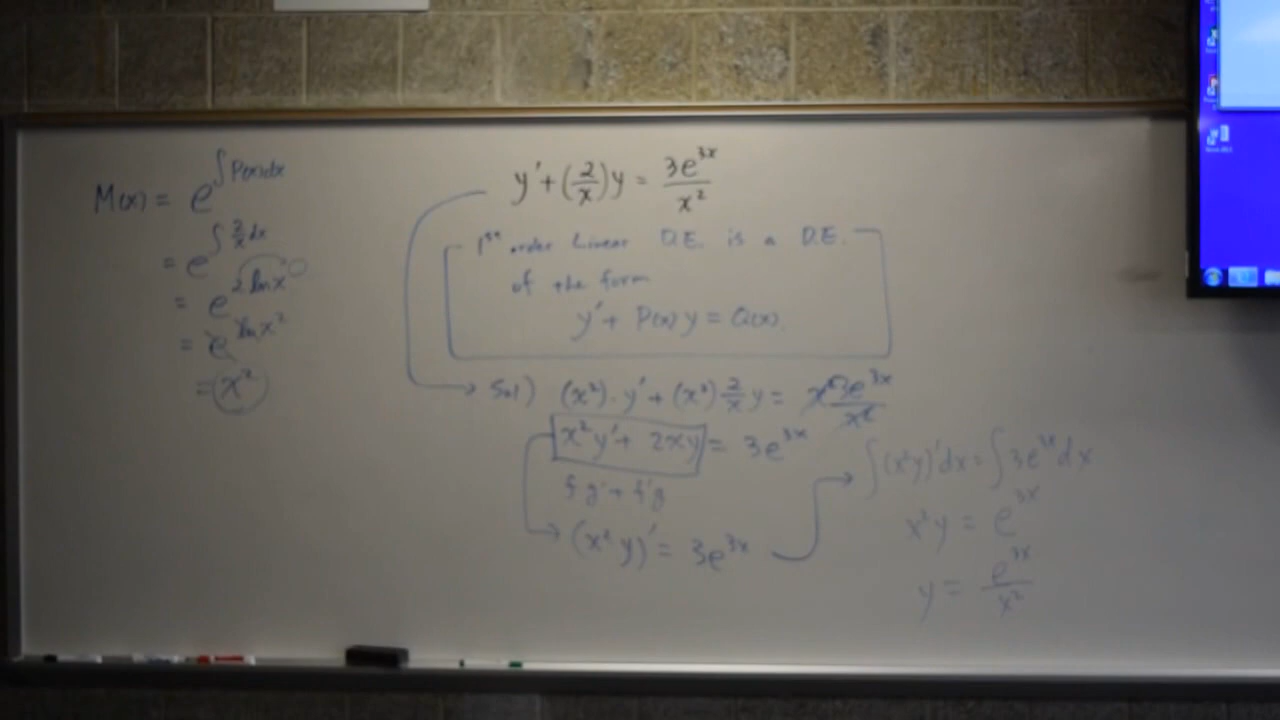 M(x) = e^{∫P(x)dx}
= e^{∫2/x dx}
= e^{2 ln x}
= e^{ln x²}
= x²
y' + (2/x)y = 3e^{3x}/x²
1st order Linear D.E. is a D.E.
of the form
y' + P(x)y = Q(x).
Sol) (x²)·y' + (x²)2/x y = x²3e^{3x}/x²
x²y' + 2xy = 3e^{3x}
fg' + f'g
(x²y)' = 3e^{3x}
∫(x²y)'dx = ∫3e^{3x}dx
x²y = e^{3x}
y = e^{3x}/x²